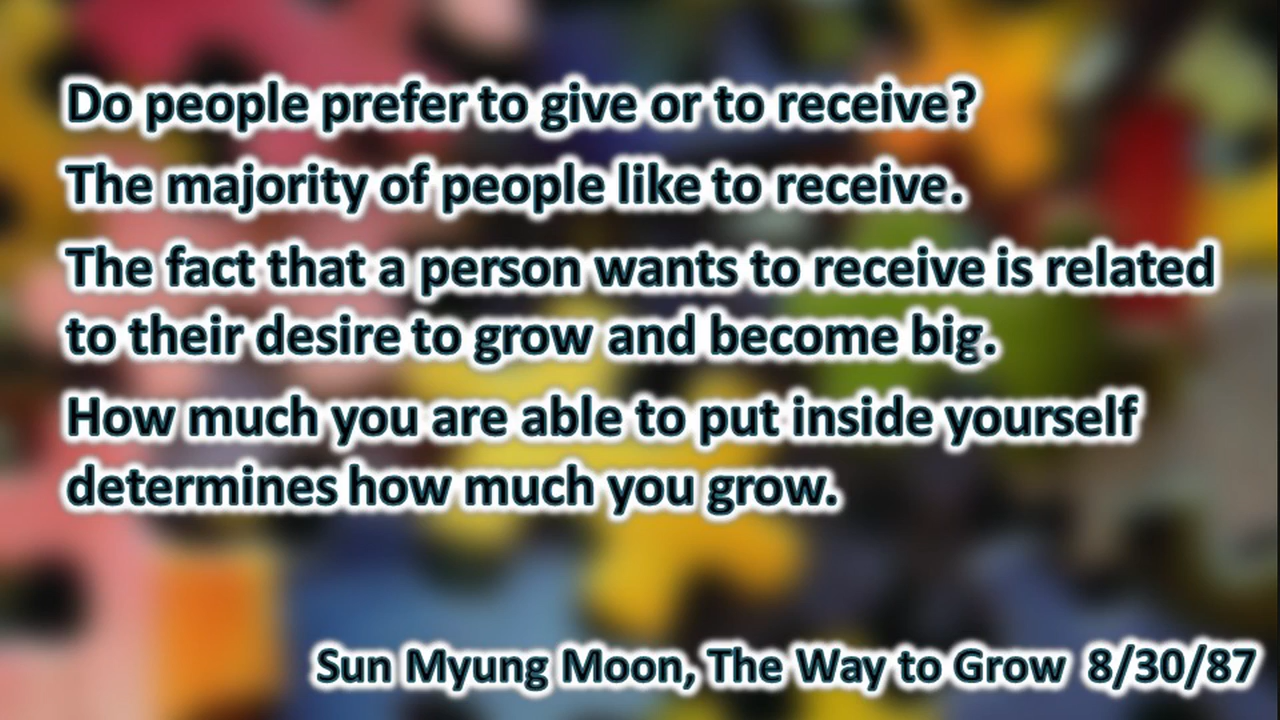 Do people prefer to give or to receive?
The majority of people like to receive.
The fact that a person wants to receive is related
to their desire to grow and become big.
How much you are able to put inside yourself
determines how much you grow.
Sun Myung Moon, The Way to Grow 8/30/87